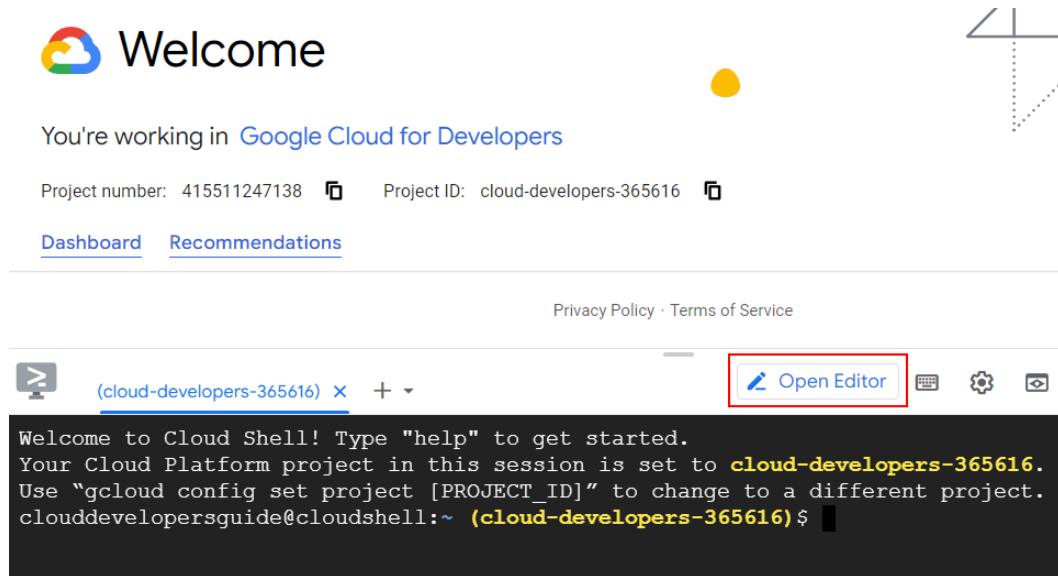 Welcome
You're working in Google Cloud for Developers
Project number: 415511247138 Project ID: cloud-developers-365616
Dashboard Recommendations
Privacy Policy · Terms of Service
(cloud-developers-365616) Open Editor
Welcome to Cloud Shell! Type "help" to get started.
Your Cloud Platform project in this session is set to cloud-developers-365616.
Use “gcloud config set project [PROJECT_ID]” to change to a different project.
clouddevelopersguide@cloudshell:~ (cloud-developers-365616)$